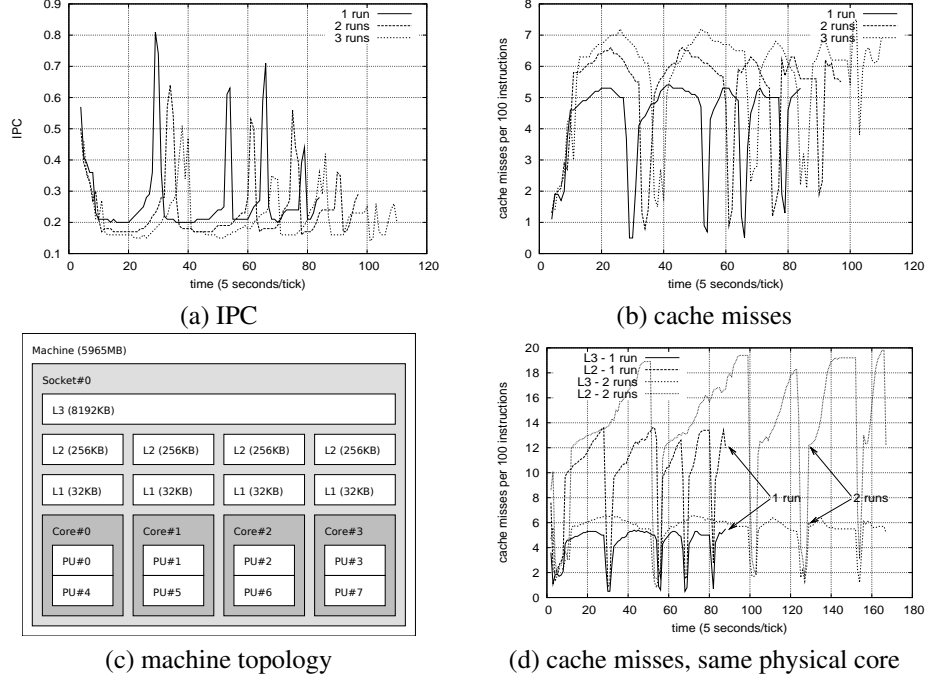 0.9
0.8
0.7
0.6
0.5
0.4
0.3
0.2
0.1
IPC
1 run
2 runs
3 runs
0 20 40 60 80 100 120
time (5 seconds/tick)
(a) IPC
8
7
6
5
4
3
2
1
0
cache misses per 100 instructions
1 run
2 runs
3 runs
0 20 40 60 80 100 120
time (5 seconds/tick)
(b) cache misses
Machine (5965MB)
Socket#0
L3 (8192KB)
L2 (256KB) L2 (256KB) L2 (256KB) L2 (256KB)
L1 (32KB) L1 (32KB) L1 (32KB) L1 (32KB)
Core#0 Core#1 Core#2 Core#3
PU#0 PU#1 PU#2 PU#3
PU#4 PU#5 PU#6 PU#7
(c) machine topology
20
18
16
14
12
10
8
6
4
2
0
cache misses per 100 instructions
L3 - 1 run
L2 - 1 run
L3 - 2 runs
L2 - 2 runs
1 run 2 runs
0 20 40 60 80 100 120 140 160 180
time (5 seconds/tick)
(d) cache misses, same physical core